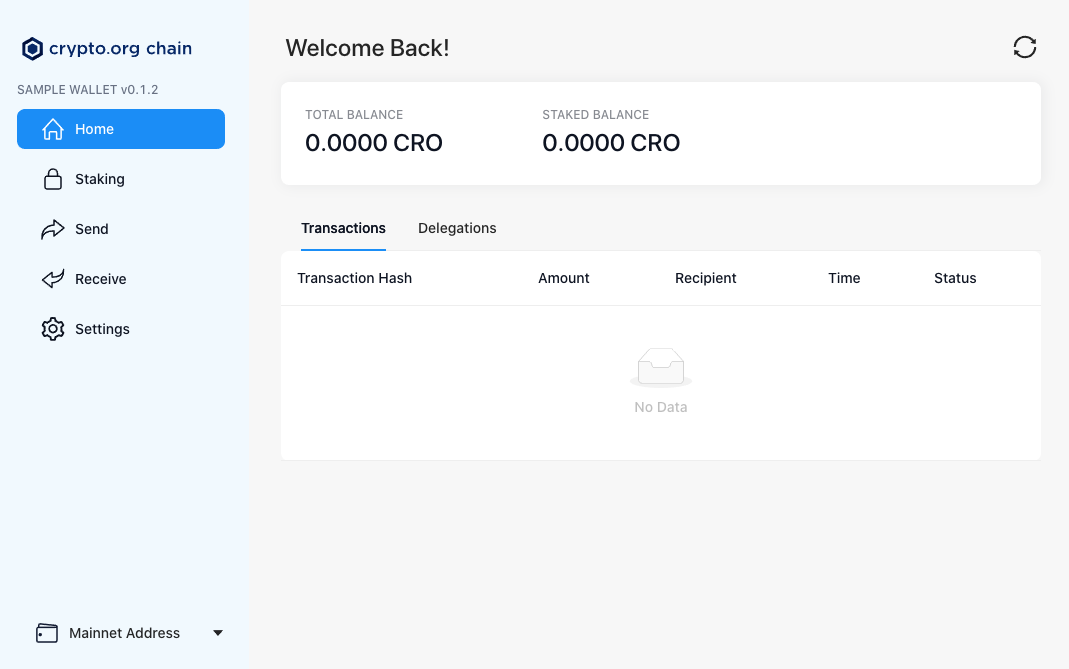 crypto.org chain
SAMPLE WALLET v0.1.2
Home
Staking
Send
Receive
Settings
Mainnet Address
Welcome Back!
TOTAL BALANCE
0.0000 CRO
STAKED BALANCE
0.0000 CRO
Transactions Delegations
Transaction Hash Amount Recipient Time Status
No Data